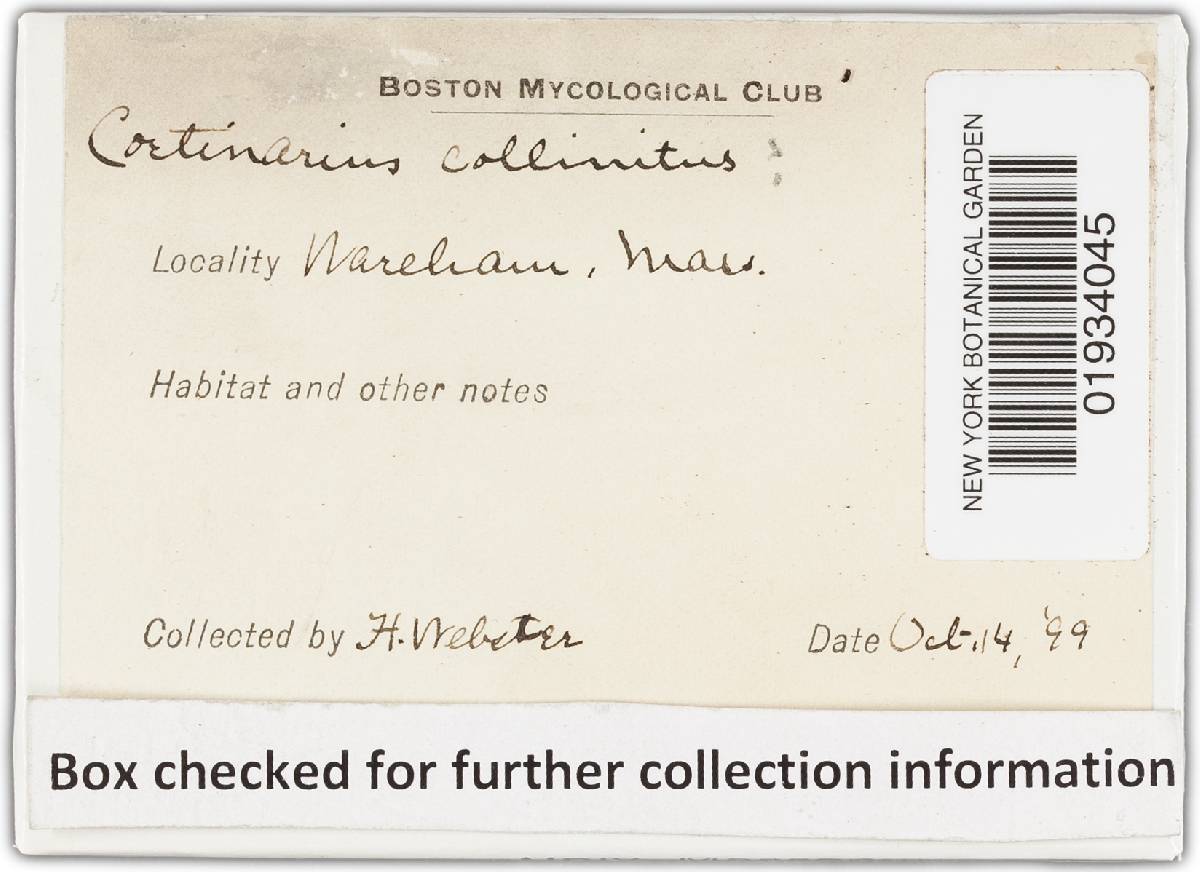 BOSTON MYCOLOGICAL CLUB
Cortinarius collinitus
Locality Wareham, Mass.
Habitat and other notes
Collected by H. Webster
Date Oct. 14, '99
NEW YORK BOTANICAL GARDEN
01934045
Box checked for further collection information